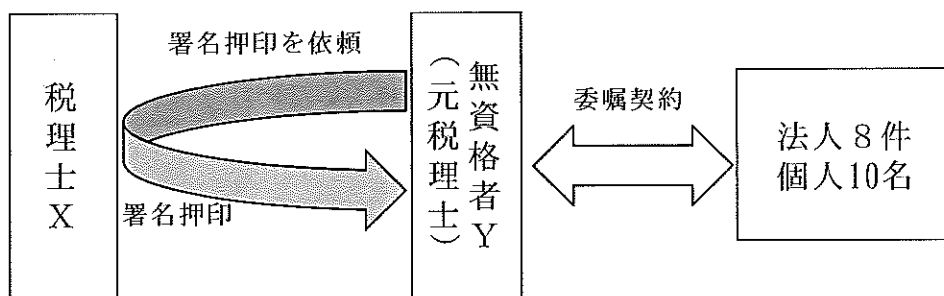 税理士X
署名押印を依頼
署名押印
無資格者Y
（元税理士）
委嘱契約
法人８件
個人10名